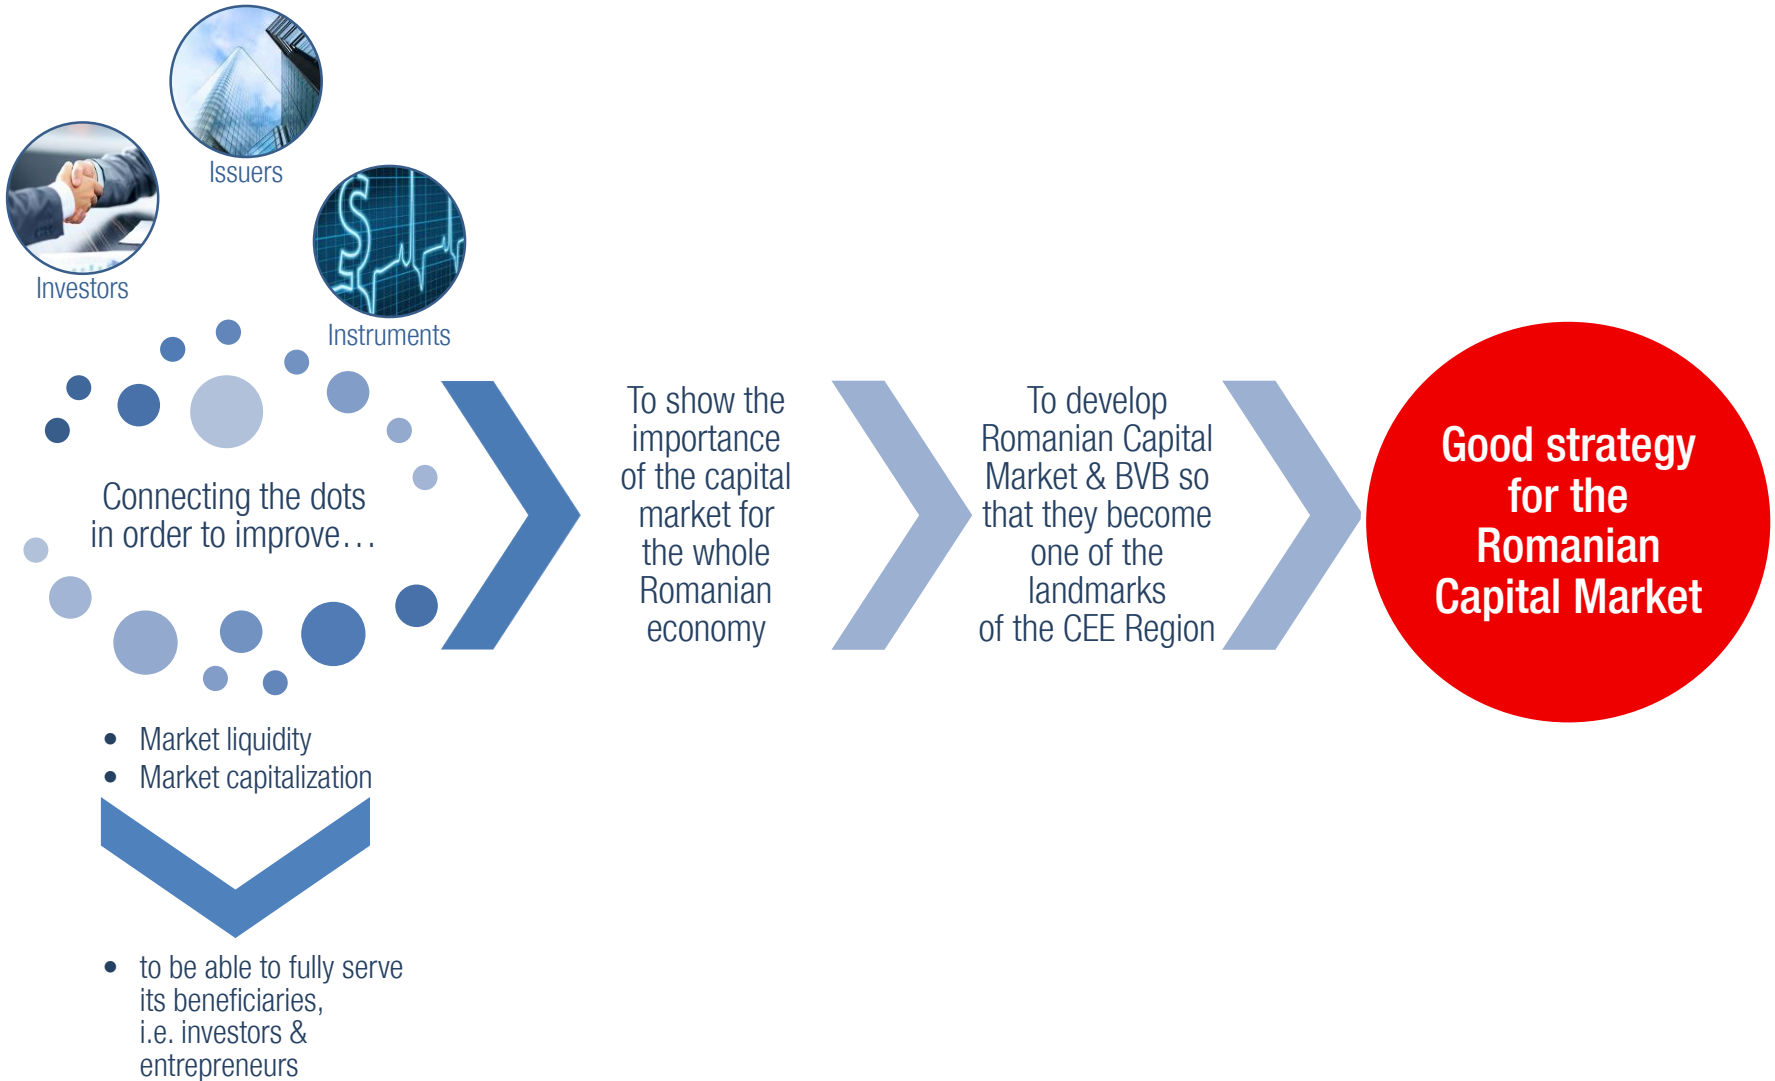 Issuers
Investors
Instruments
Connecting the dots
in order to improve…
• Market liquidity
• Market capitalization
• to be able to fully serve
its beneficiaries,
i.e. investors &
entrepreneurs
To show the
importance
of the capital
market for
the whole
Romanian
economy
To develop
Romanian Capital
Market & BVB so
that they become
one of the
landmarks
of the CEE Region
Good strategy
for the
Romanian
Capital Market